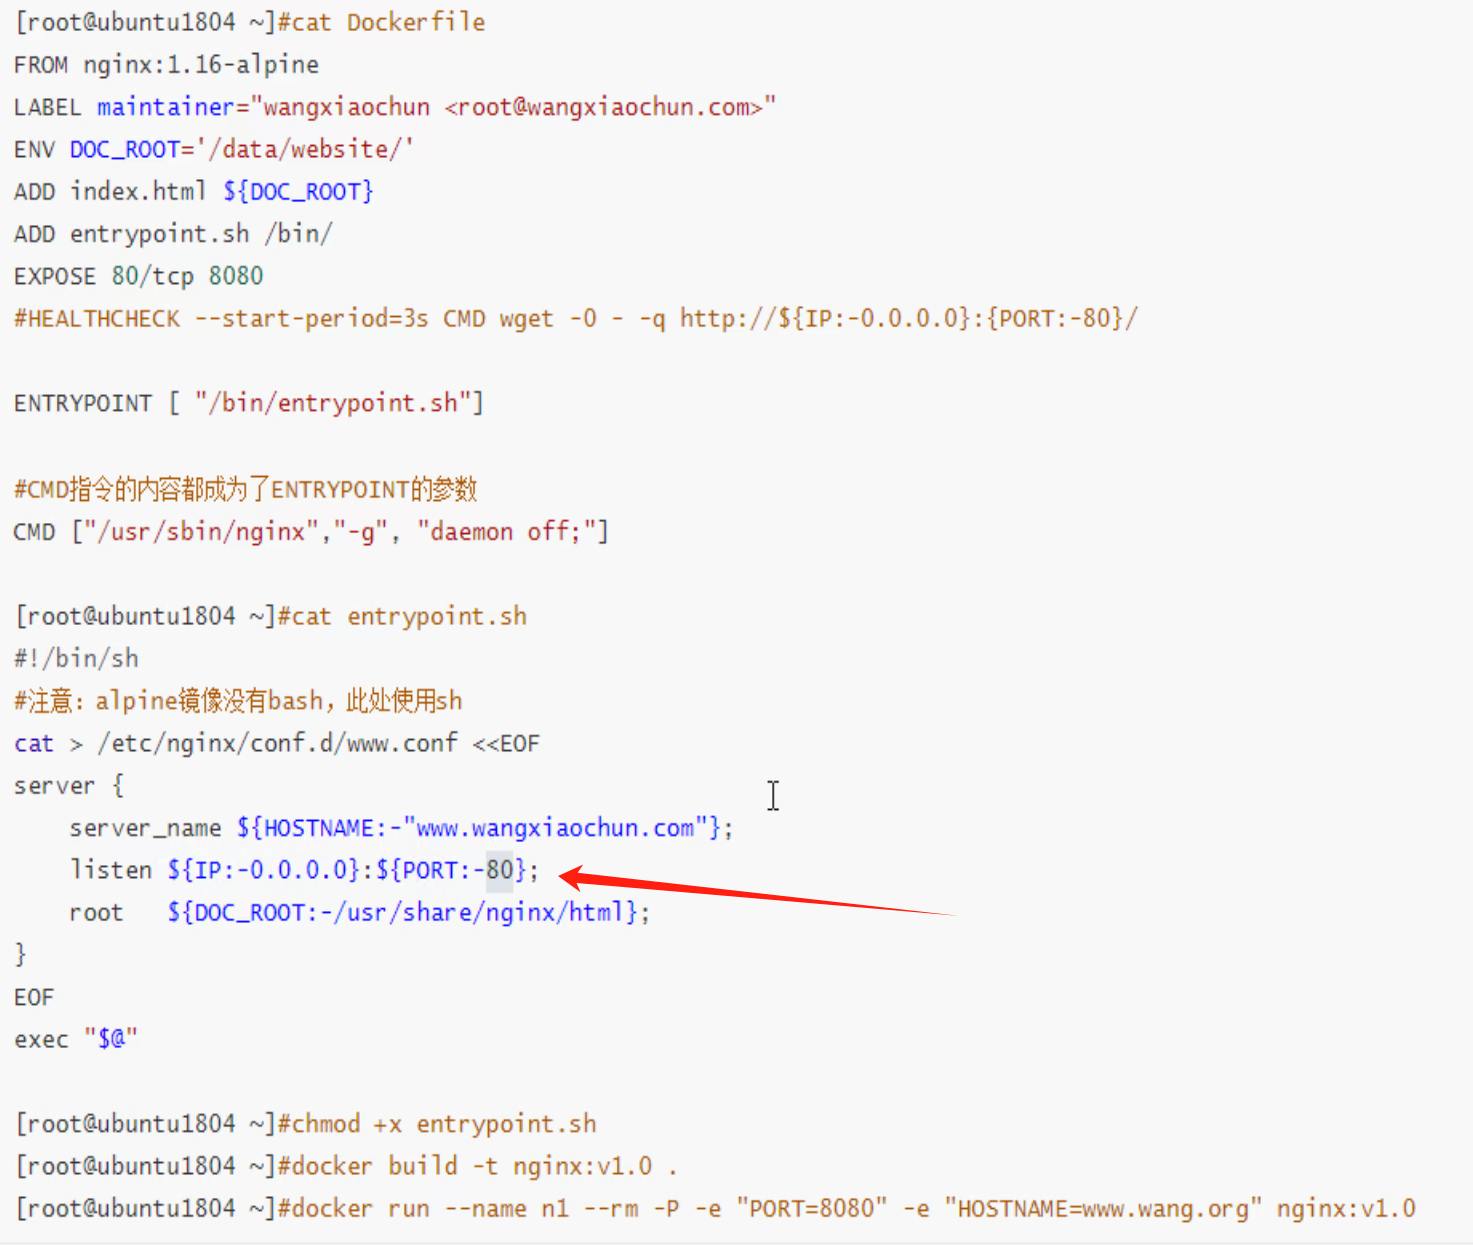 [root@ubuntu1804 ~]#cat Dockerfile
FROM nginx:1.16-alpine
LABEL maintainer="wangxiaochun <root@wangxiaochun.com>"
ENV DOC_ROOT='/data/website/'
ADD index.html ${DOC_ROOT}
ADD entrypoint.sh /bin/
EXPOSE 80/tcp 8080
#HEALTHCHECK --start-period=3s CMD wget -O - -q http://${IP:-0.0.0.0}:{PORT:-80}/
ENTRYPOINT [ "/bin/entrypoint.sh"]
#CMD指令的内容都成为了ENTRYPOINT的参数
CMD ["/usr/sbin/nginx","-g", "daemon off;"]
[root@ubuntu1804 ~]#cat entrypoint.sh
#!/bin/sh
#注意：alpine镜像没有bash，此处使用sh
cat > /etc/nginx/conf.d/www.conf <<EOF
server {
    server_name ${HOSTNAME:-"www.wangxiaochun.com"};
    listen ${IP:-0.0.0.0}:${PORT:-80};
    root   ${DOC_ROOT:-/usr/share/nginx/html};
}
EOF
exec "$@"
[root@ubuntu1804 ~]#chmod +x entrypoint.sh
[root@ubuntu1804 ~]#docker build -t nginx:v1.0 .
[root@ubuntu1804 ~]#docker run --name n1 --rm -P -e "PORT=8080" -e "HOSTNAME=www.wang.org" nginx:v1.0